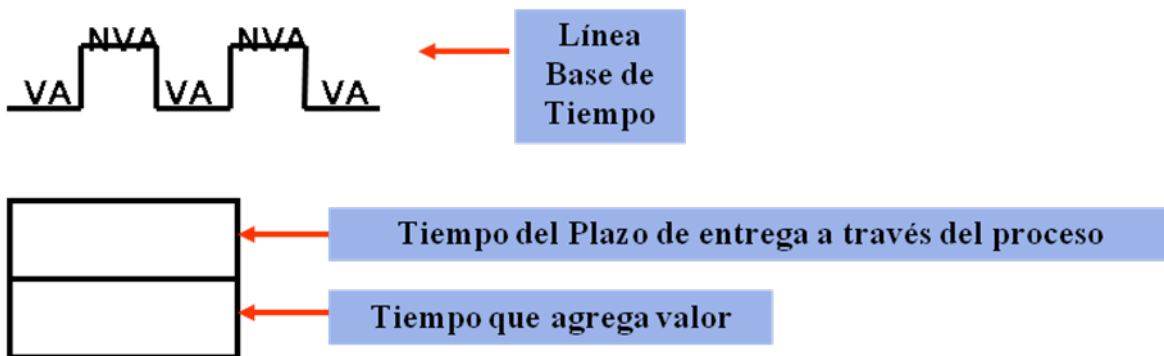 NVA NVA
VA VA VA
Línea
Base de
Tiempo
Tiempo del Plazo de entrega a través del proceso
Tiempo que agrega valor